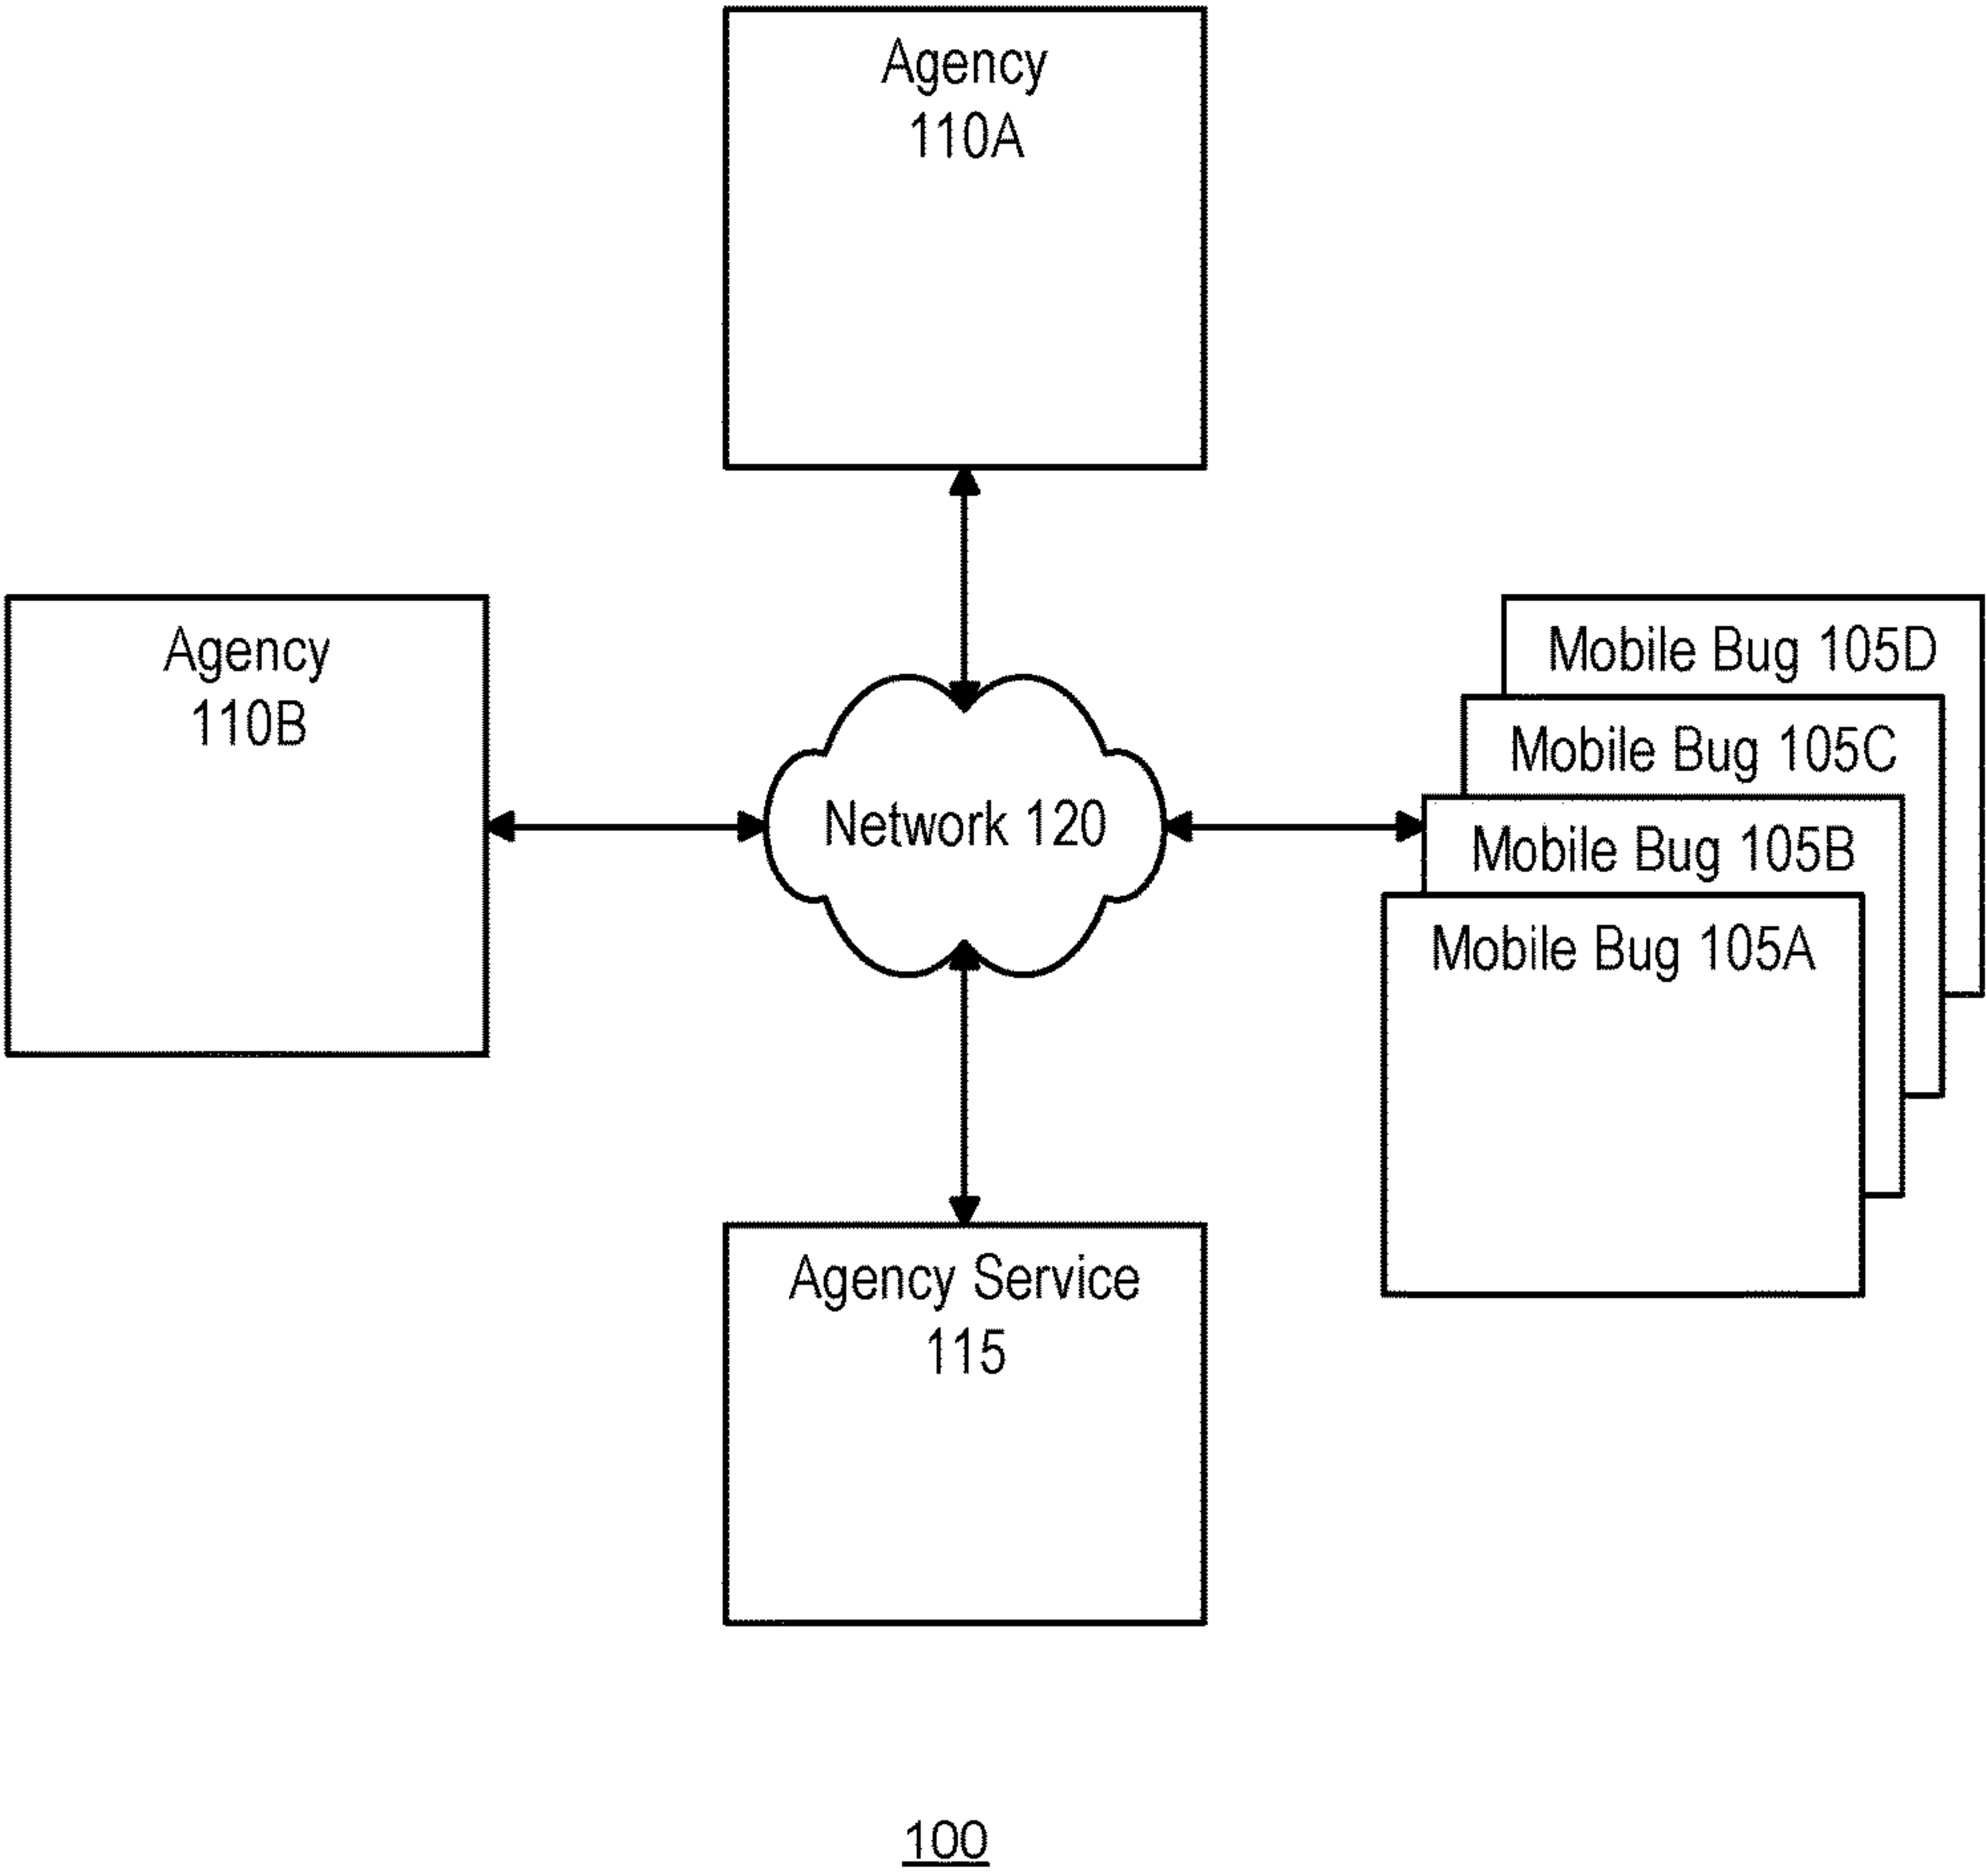 Agency
110A
Agency
110B
Network 120
Mobile Bug 105D
Mobile Bug 105C
Mobile Bug 105B
Mobile Bug 105A
Agency Service
115
100